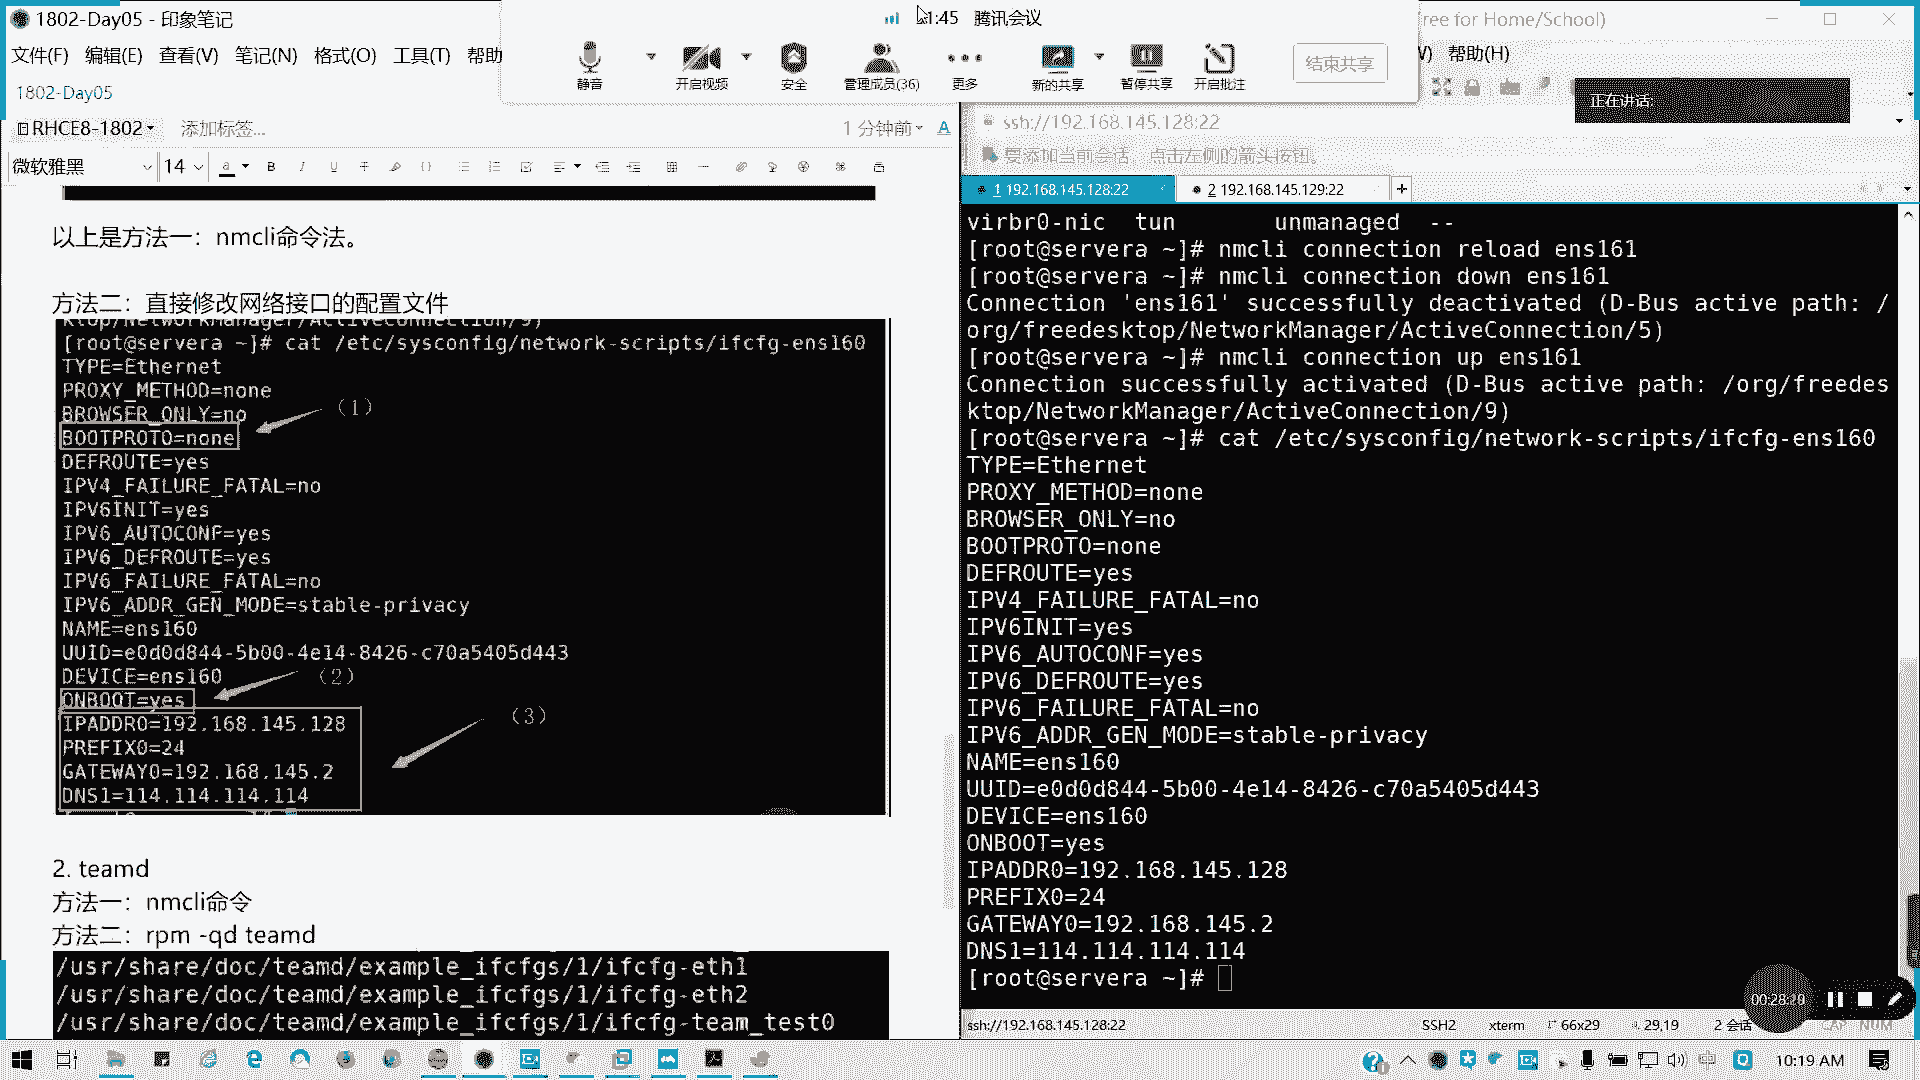 1802-Day05 - 印象笔记
文件(F) 编辑(E) 查看(V) 笔记(N) 格式(O) 工具(T) 帮助
1802-Day05
RHCE8-1802
添加标签...
1 分钟前
微软雅黑
14
以上是方法一：nmcli命令法。
方法二：直接修改网络接口的配置文件
ktop/NetworkManager/ActiveConnection/9)
[root@servera ~]# cat /etc/sysconfig/network-scripts/ifcfg-ens160
TYPE=Ethernet
PROXY_METHOD=none
BROWSER_ONLY=no
（1）
BOOTPROTO=none
DEFROUTE=yes
IPV4_FAILURE_FATAL=no
IPV6INIT=yes
IPV6_AUTOCONF=yes
IPV6_DEFROUTE=yes
IPV6_FAILURE_FATAL=no
IPV6_ADDR_GEN_MODE=stable-privacy
NAME=ens160
UUID=e0d0d844-5b00-4e14-8426-c70a5405d443
DEVICE=ens160
（2）
ONBOOT=yes
（3）
IPADDR0=192.168.145.128
PREFIX0=24
GATEWAY0=192.168.145.2
DNS1=114.114.114.114
2. teamd
方法一：nmcli命令
方法二：rpm -qd teamd
/usr/share/doc/teamd/example_ifcfgs/1/ifcfg-eth1
/usr/share/doc/teamd/example_ifcfgs/1/ifcfg-eth2
/usr/share/doc/teamd/example_ifcfgs/1/ifcfg-team_test0
1:45 腾讯会议
静音
开启视频
安全
管理成员(36)
更多
新的共享
暂停共享
开启批注
结束共享
ree for Home/School)
W) 帮助(H)
正在讲话:
ssh://192.168.145.128:22
要添加当前会话，点击左侧的箭头按钮。
1 192.168.145.128:22
2 192.168.145.129:22
virbr0-nic tun unmanaged --
[root@servera ~]# nmcli connection reload ens161
[root@servera ~]# nmcli connection down ens161
Connection 'ens161' successfully deactivated (D-Bus active path: /
org/freedesktop/NetworkManager/ActiveConnection/5)
[root@servera ~]# nmcli connection up ens161
Connection successfully activated (D-Bus active path: /org/freedes
ktop/NetworkManager/ActiveConnection/9)
[root@servera ~]# cat /etc/sysconfig/network-scripts/ifcfg-ens160
TYPE=Ethernet
PROXY_METHOD=none
BROWSER_ONLY=no
BOOTPROTO=none
DEFROUTE=yes
IPV4_FAILURE_FATAL=no
IPV6INIT=yes
IPV6_AUTOCONF=yes
IPV6_DEFROUTE=yes
IPV6_FAILURE_FATAL=no
IPV6_ADDR_GEN_MODE=stable-privacy
NAME=ens160
UUID=e0d0d844-5b00-4e14-8426-c70a5405d443
DEVICE=ens160
ONBOOT=yes
IPADDR0=192.168.145.128
PREFIX0=24
GATEWAY0=192.168.145.2
DNS1=114.114.114.114
[root@servera ~]#
00:28:20
ssh://192.168.145.128:22
SSH2
xterm
66x29
29,19
2 会话
CAP NUM
10:19 AM